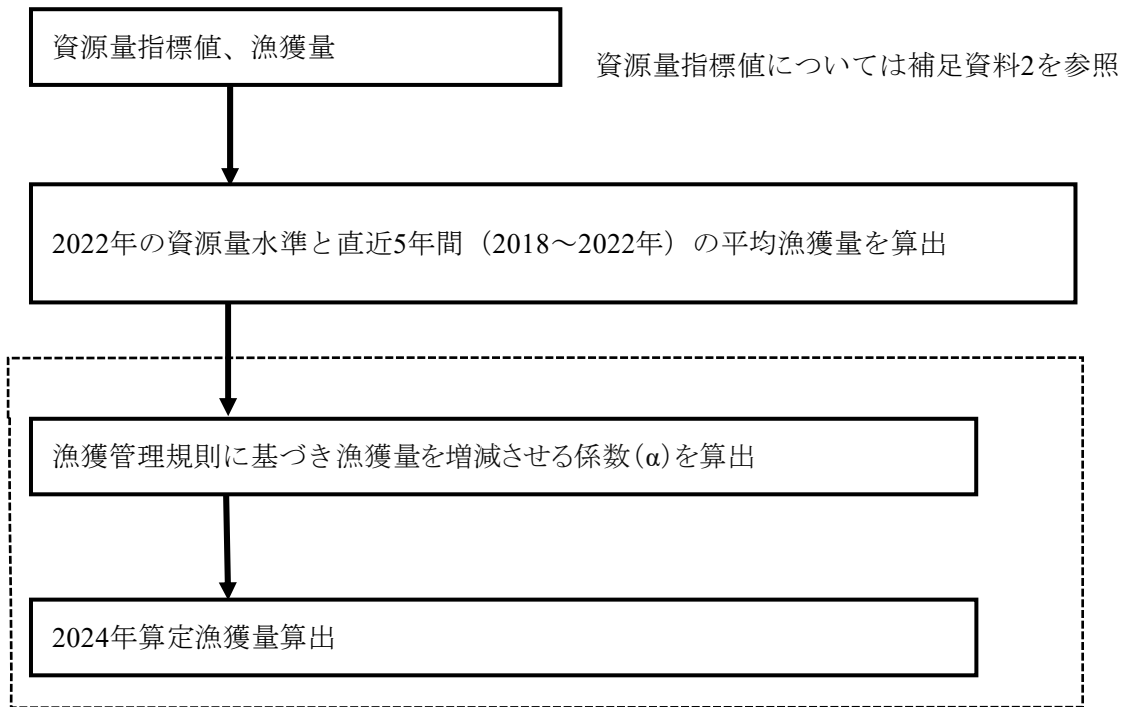 資源量指標値、漁獲量
資源量指標値については補足資料2を参照
2022年の資源量水準と直近5年間（2018～2022年）の平均漁獲量を算出
漁獲管理規則に基づき漁獲量を増減させる係数（α）を算出
2024年算定漁獲量算出